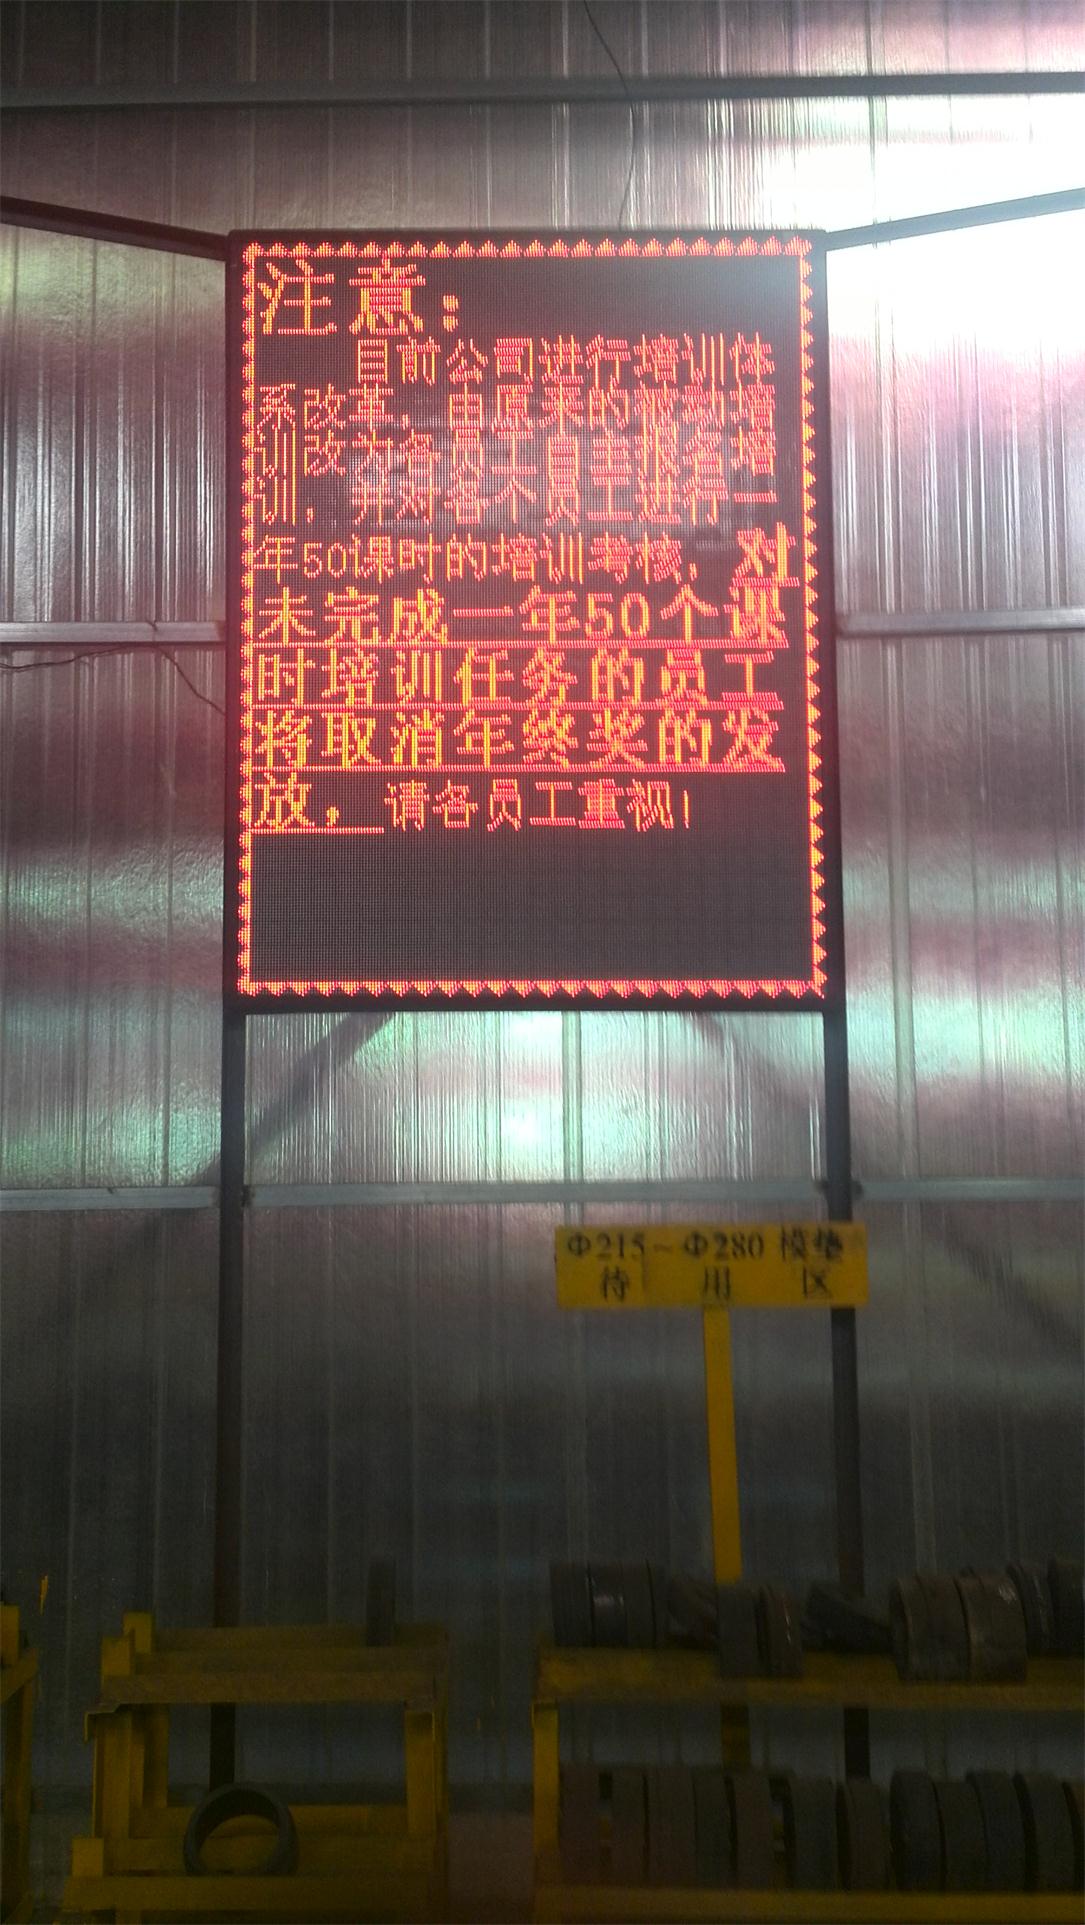 注意：
目前公司进行培训体
系改革，由原来的被动培
训改为各员工自主报名培
训，并对各个员工进行一
年50课时的培训考核，对
未完成一年50个课
时培训任务的员工
将取消年终奖的发
放，请各员工重视！
Φ215~Φ280 模垫
待用区